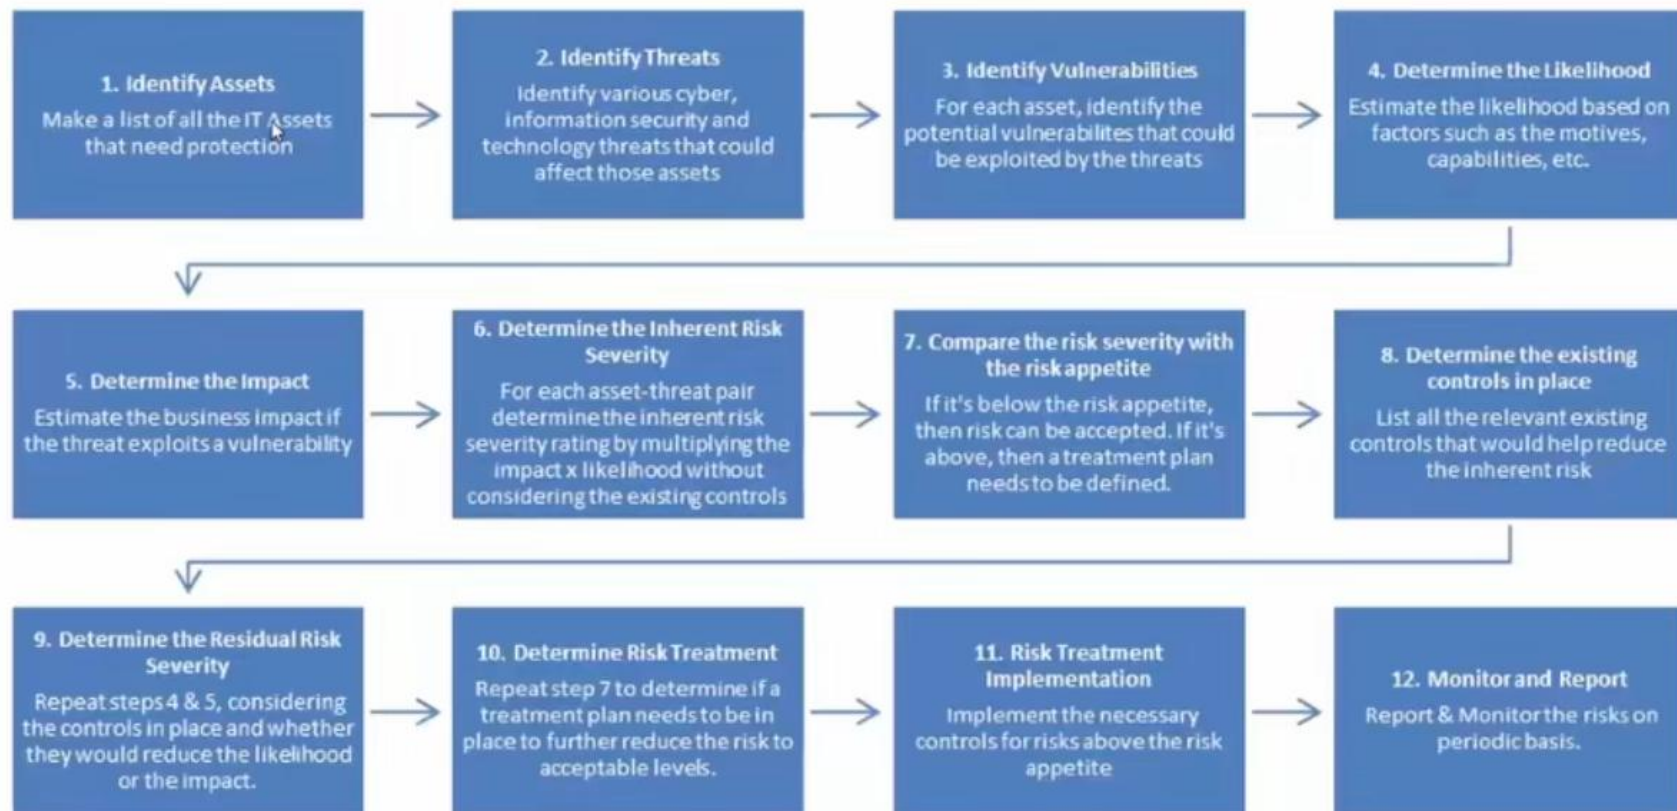 1. Identify Assets
Make a list of all the IT Assets
that need protection
2. Identify Threats
Identify various cyber,
information security and
technology threats that could
affect those assets
3. Identify Vulnerabilities
For each asset, identify the
potential vulnerabilites that could
be exploited by the threats
4. Determine the Likelihood
Estimate the likelihood based on
factors such as the motives,
capabilities, etc.
5. Determine the Impact
Estimate the business impact if
the threat exploits a vulnerability
6. Determine the Inherent Risk
Severity
For each asset-threat pair
determine the inherent risk
severity rating by multiplying the
impact x likelihood without
considering the existing controls
7. Compare the risk severity with
the risk appetite
If it's below the risk appetite,
then risk can be accepted. If it's
above, then a treatment plan
needs to be defined.
8. Determine the existing
controls in place
List all the relevant existing
controls that would help reduce
the inherent risk
9. Determine the Residual Risk
Severity
Repeat steps 4 & 5, considering
the controls in place and whether
they would reduce the likelihood
or the impact.
10. Determine Risk Treatment
Repeat step 7 to determine if a
treatment plan needs to be in
place to further reduce the risk to
acceptable levels.
11. Risk Treatment
Implementation
Implement the necessary
controls for risks above the risk
appetite
12. Monitor and Report
Report & Monitor the risks on
periodic basis.